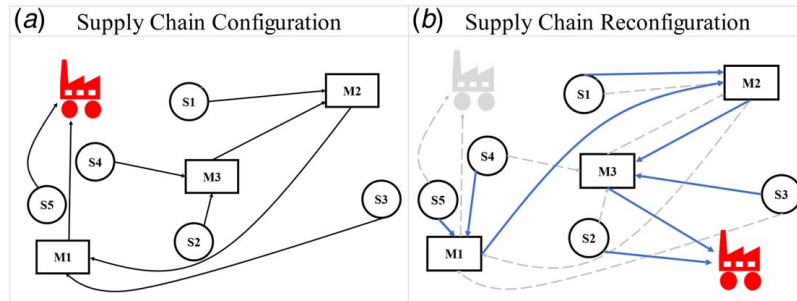 (a) Supply Chain Configuration
S1
M2
S4
M3
S5
S3
S2
M1
(b) Supply Chain Reconfiguration
S1
M2
S4
M3
S5
S3
S2
M1